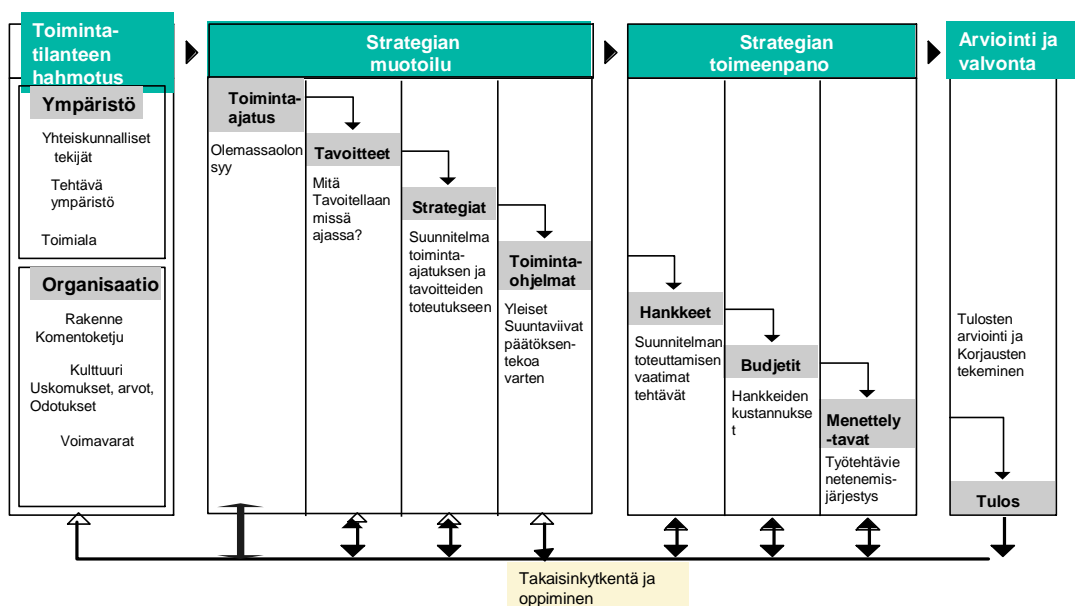 Toiminta-
tilanteen
hahmotus
Ympäristö
Yhteiskunnalliset
tekijät
Tehtävä
ympäristö
Toimiala
Organisaatio
Rakenne
Komentoketju
Kulttuuri
Uskomukset, arvot,
Odotukset
Voimavarat
Strategian
muotoilu
Toiminta-
ajatus
Olemassaolon
syy
Tavoitteet
Mitä
Tavoitellaan
missä
ajassa?
Strategiat
Suunnitelma
toiminta-
ajatuksen ja
tavoitteiden
toteutukseen
Toiminta-
ohjelmat
Yleiset
Suuntaviivat
päätöksen-
tekoa
varten
Strategian
toimeenpano
Hankkeet
Suunnitelman
toteuttamisen
vaatimat
tehtävät
Budjetit
Hankkeiden
kustannukse
t
Menettely
-tavat
Työtehtävie
netenemis-
järjestys
Arviointi ja
valvonta
Tulosten
arviointi ja
Korjausten
tekeminen
Tulos
Takaisinkytkentä ja
oppiminen